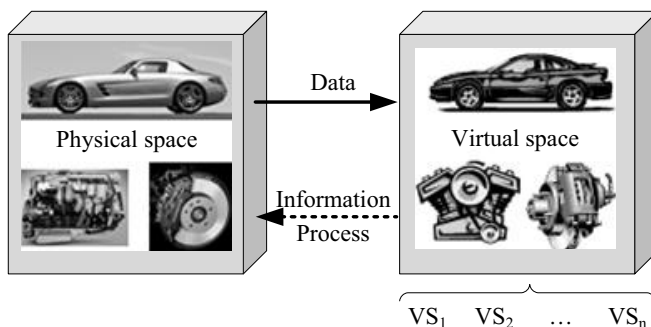 Data
Physical space
Virtual space
Information
Process
VS₁ VS₂ … VSₙ